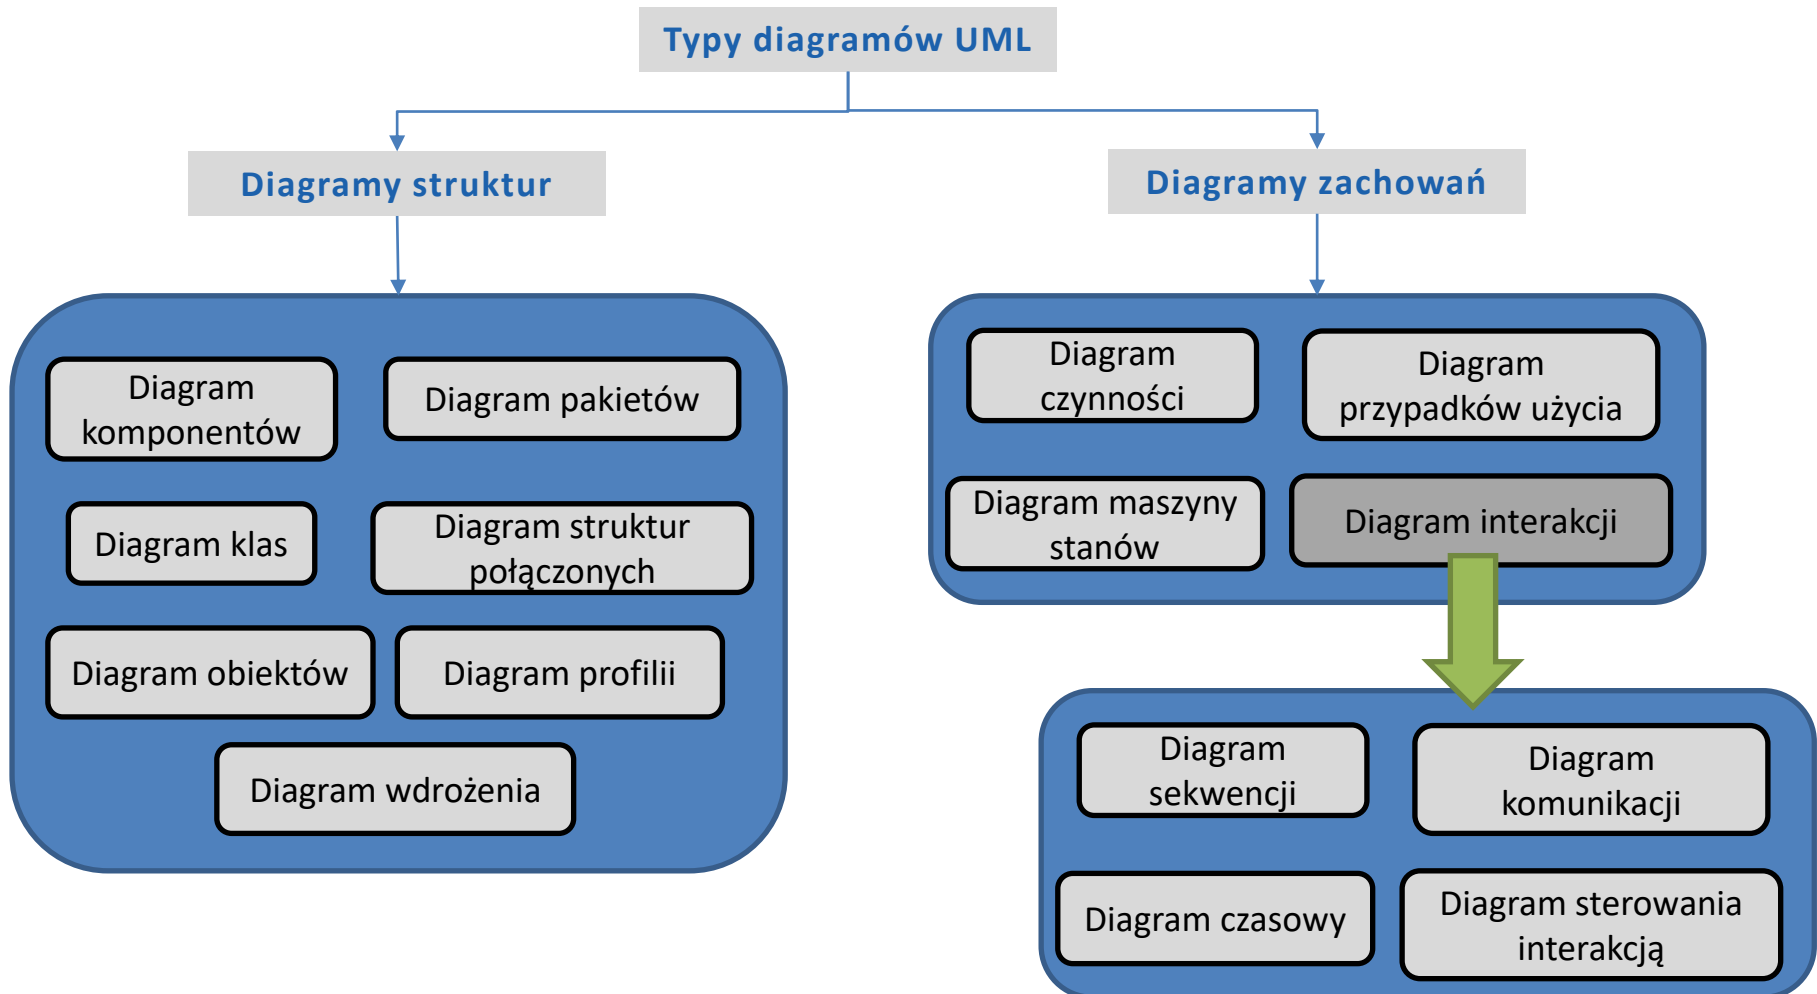 Typy diagramów UML
Diagramy struktur
Diagramy zachowań
Diagram
komponentów
Diagram pakietów
Diagram klas
Diagram struktur
połączonych
Diagram obiektów
Diagram profilii
Diagram wdrożenia
Diagram
czynności
Diagram
przypadków użycia
Diagram maszyny
stanów
Diagram interakcji
Diagram
sekwencji
Diagram
komunikacji
Diagram czasowy
Diagram sterowania
interakcją